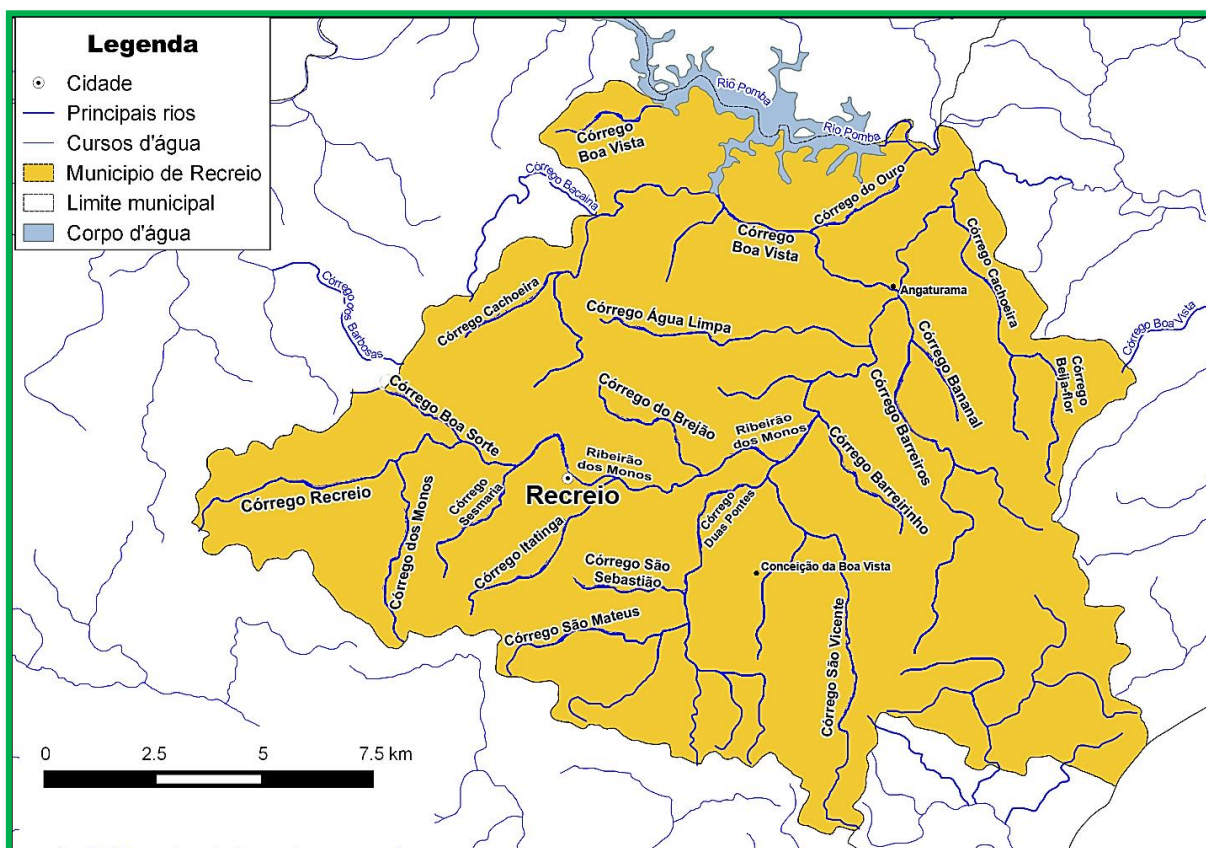 Legenda
Cidade
Principais rios
Cursos d'água
Municipio de Recreio
Limite municipal
Corpo d'água
Rio Pomba
Rio Pomba
Córrego
Boa Vista
Córrego Bacaina
Córrego do Ouro
Córrego
Boa Vista
Córrego Cachoeira
Angaturama
Córrego Cachoeira
Córrego dos Barbosas
Córrego Água Limpa
Córrego Boa Vista
Córrego Bananal
Córrego
Beija-flor
Córrego Boa Sorte
Córrego do Brejão
Córrego Barreiros
Ribeirão
dos Monos
Ribeirão
dos Monos
Córrego Barreirinho
Córrego Recreio
Córrego
Sesmaria
Recreio
Córrego
Duas Pontes
Córrego dos Monos
Córrego Itatinga
Córrego São
Sebastião
Conceição da Boa Vista
Córrego São Mateus
Córrego São Vicente
0 2.5 5 7.5 km